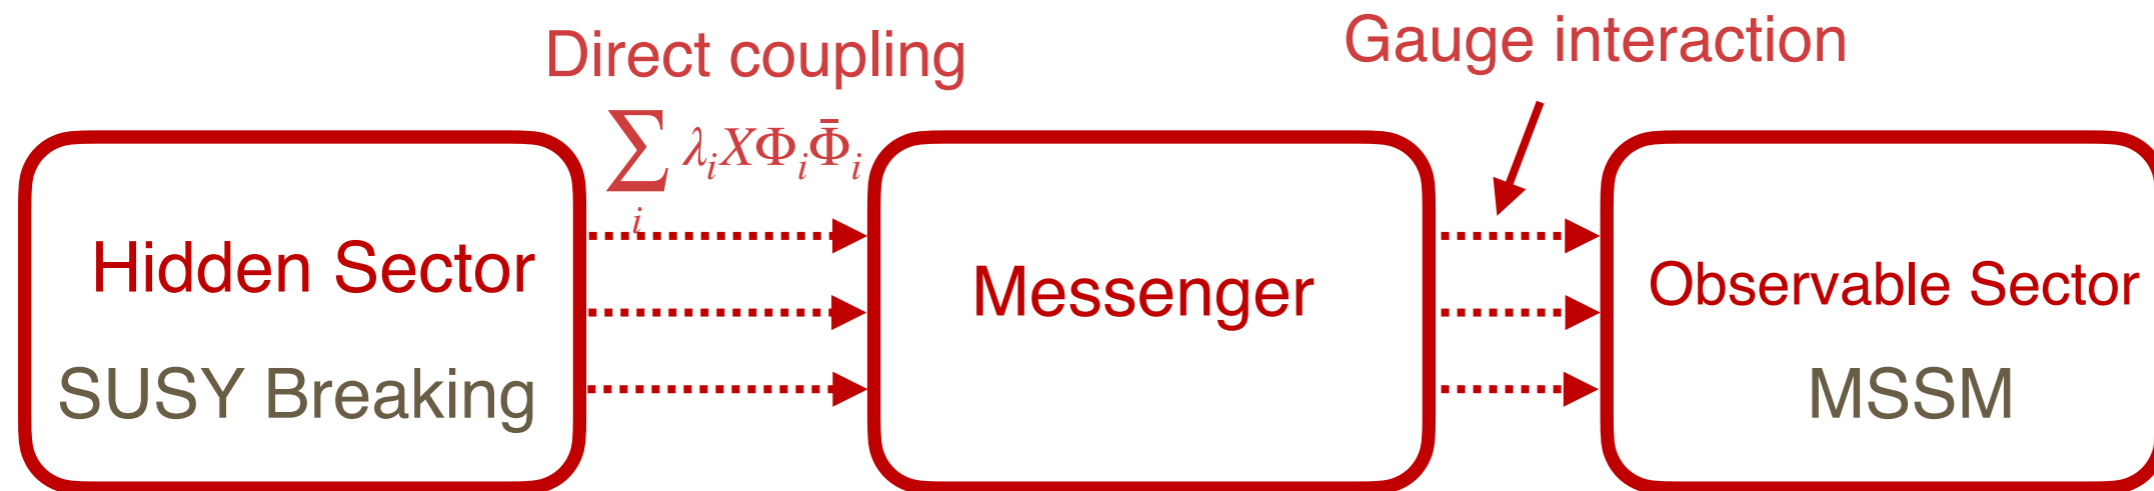 Direct coupling
Gauge interaction
∑ᵢ λᵢXΦᵢΦ̄ᵢ
Hidden Sector
SUSY Breaking
Messenger
Observable Sector
MSSM